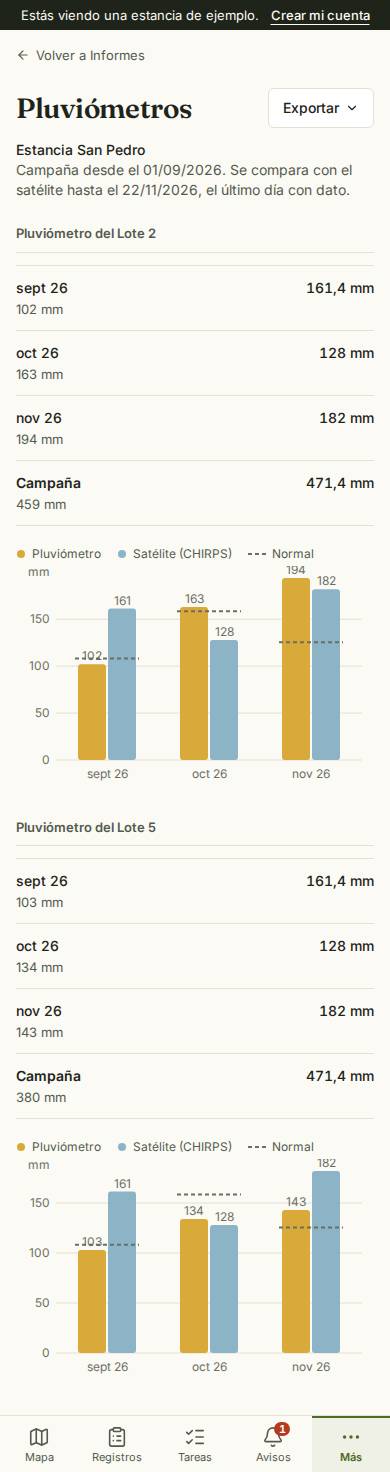 Estás viendo una estancia de ejemplo. Crear mi cuenta
Volver a Informes
Pluviómetros
Exportar
Estancia San Pedro
Campaña desde el 01/09/2026. Se compara con el
satélite hasta el 22/11/2026, el último día con dato.
Pluviómetro del Lote 2
sept 26 161,4 mm
102 mm
oct 26 128 mm
163 mm
nov 26 182 mm
194 mm
Campaña 471,4 mm
459 mm
Pluviómetro Satélite (CHIRPS) Normal
mm
194
182
163
161
150
128
102
100
50
0
sept 26 oct 26 nov 26
Pluviómetro del Lote 5
sept 26 161,4 mm
103 mm
oct 26 128 mm
134 mm
nov 26 182 mm
143 mm
Campaña 471,4 mm
380 mm
Pluviómetro Satélite (CHIRPS) Normal
mm
182
161
150
143
134 128
103
100
50
0
sept 26 oct 26 nov 26
1
Mapa Registros Tareas Avisos Más